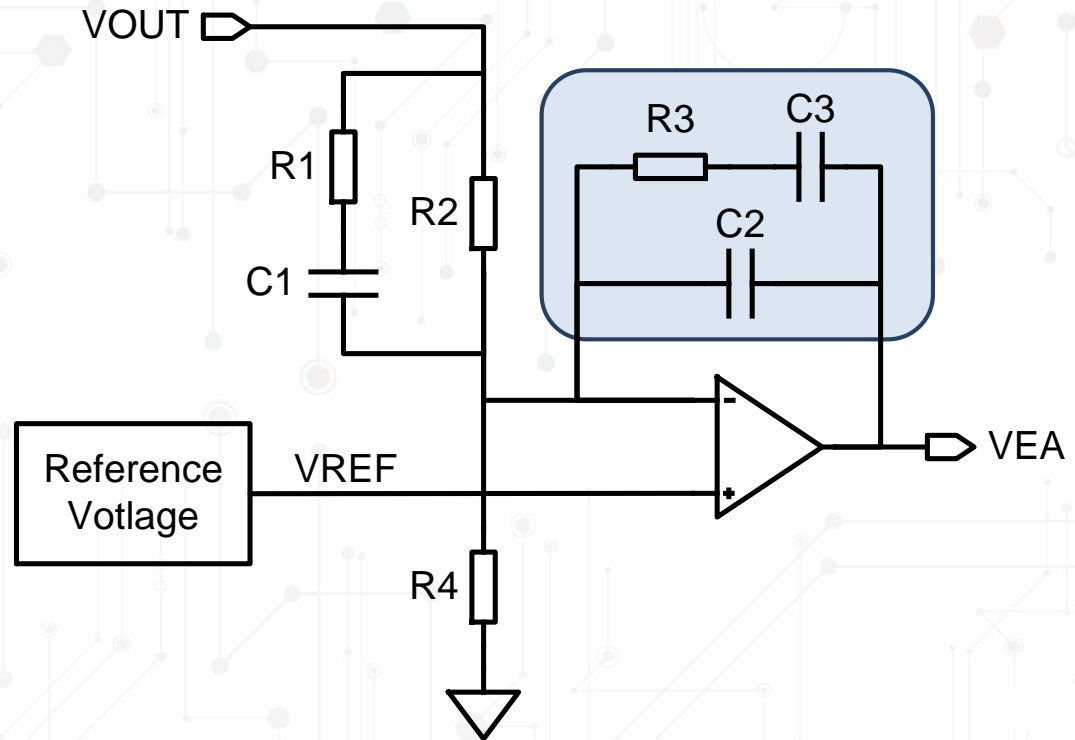 VOUT
R3
C3
R1
R2
C2
C1
-
VEA
Reference
Votlage
VREF
+
R4